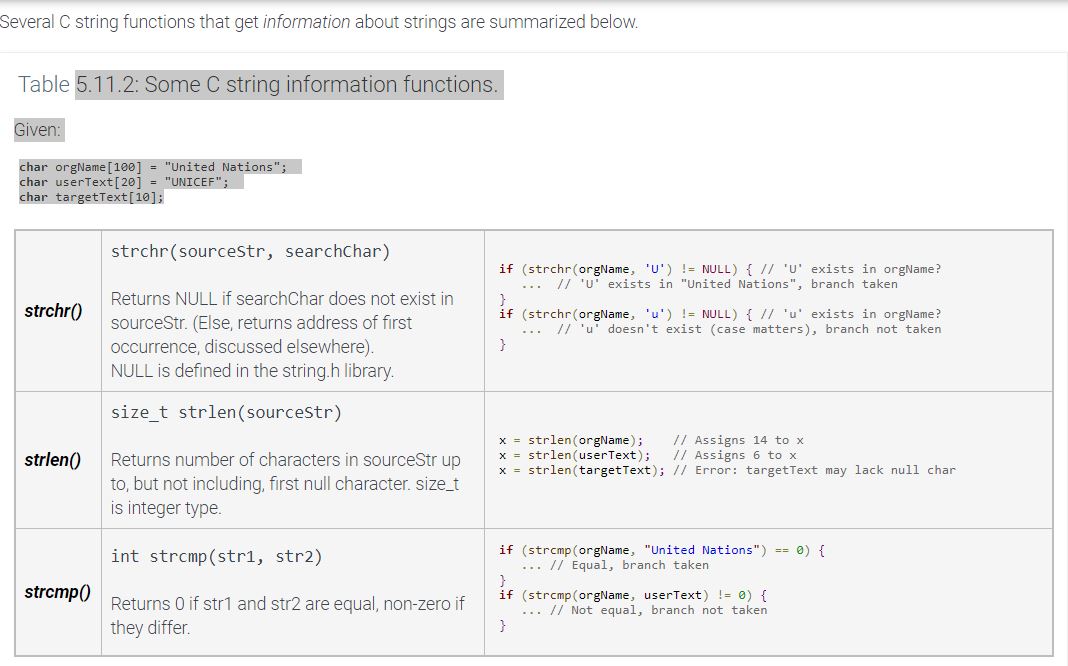 Several C string functions that get information about strings are summarized below.
Table 5.11.2: Some C string information functions.
Given:
char orgName[100] = "United Nations";
char userText[20] = "UNICEF";
char targetText[10];
strchr()
strchr(sourceStr, searchChar)
Returns NULL if searchChar does not exist in
sourceStr. (Else, returns address of first
occurrence, discussed elsewhere).
NULL is defined in the string.h library.
if (strchr(orgName, 'U') != NULL) { // 'U' exists in orgName?
... // 'U' exists in "United Nations", branch taken
}
if (strchr(orgName, 'u') != NULL) { // 'u' exists in orgName?
... // 'u' doesn't exist (case matters), branch not taken
}
strlen()
size_t strlen(sourceStr)
Returns number of characters in sourceStr up
to, but not including, first null character. size_t
is integer type.
x = strlen(orgName); // Assigns 14 to x
x = strlen(userText); // Assigns 6 to x
x = strlen(targetText); // Error: targetText may lack null char
strcmp()
int strcmp(str1, str2)
Returns 0 if str1 and str2 are equal, non-zero if
they differ.
if (strcmp(orgName, "United Nations") == 0) {
... // Equal, branch taken
}
if (strcmp(orgName, userText) != 0) {
... // Not equal, branch not taken
}